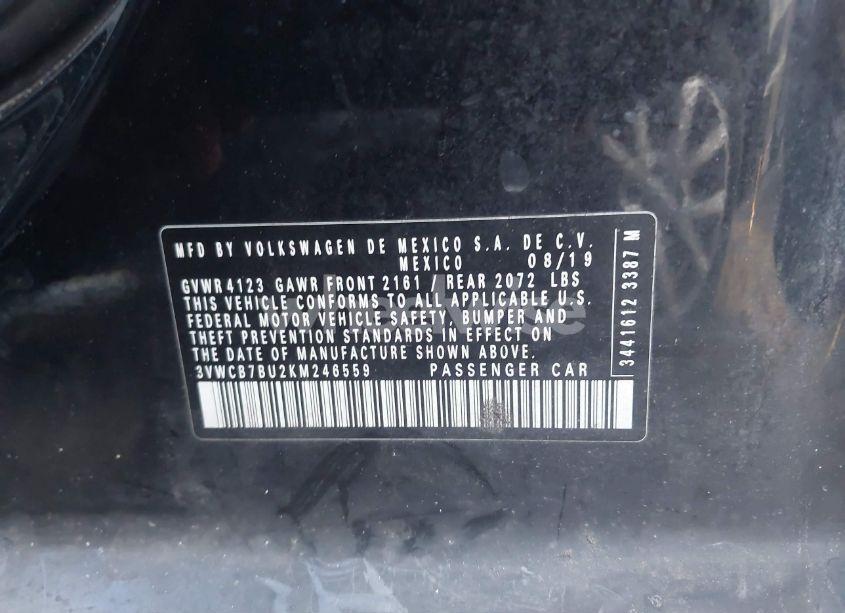 MFD BY VOLKSWAGEN DE MEXICO S.A. DE C.V.
MEXICO 08/19
GVWR 4123 GAWR FRONT 2161 / REAR 2072 LBS
THIS VEHICLE CONFORMS TO ALL APPLICABLE U.S.
FEDERAL MOTOR VEHICLE SAFETY, BUMPER AND
THEFT PREVENTION STANDARDS IN EFFECT ON
THE DATE OF MANUFACTURE SHOWN ABOVE.
3VWCB7BU2KM246559 PASSENGER CAR
3441612 3387 M